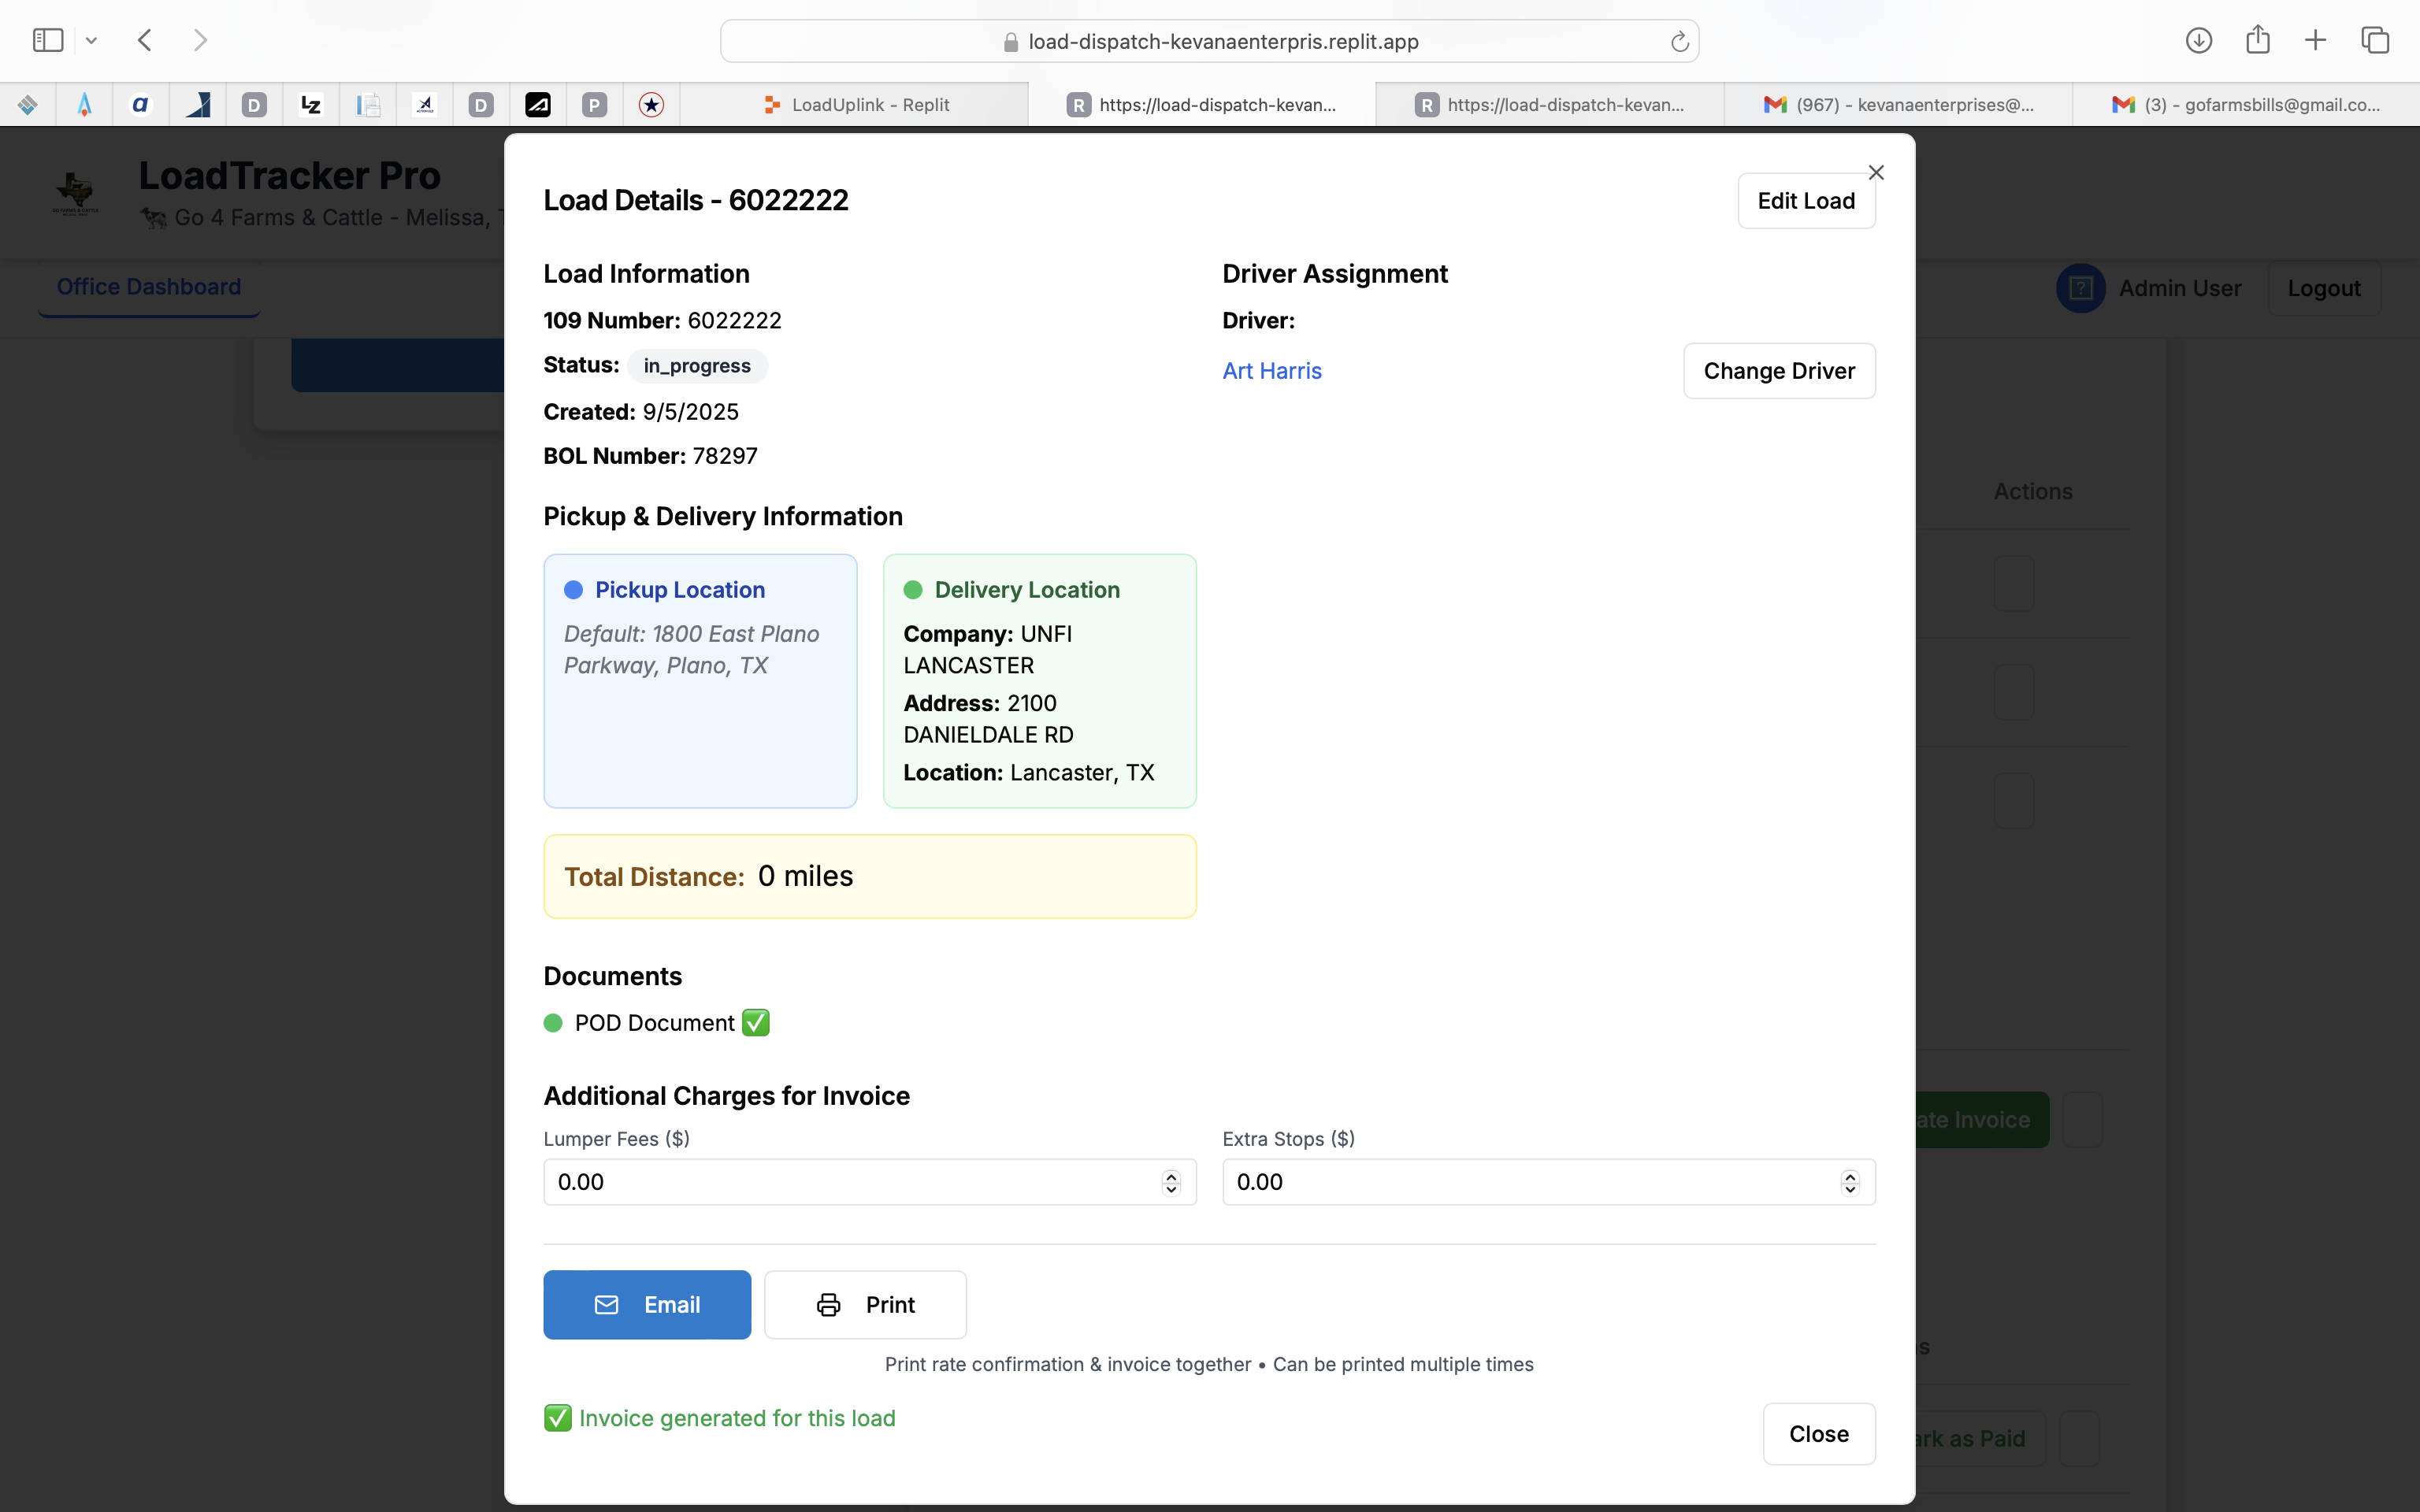 load-dispatch-kevanaenterpris.replit.app
a
D
LZ
D
P
LoadUplink - Replit
R https://load-dispatch-kevan...
R https://load-dispatch-kevan...
(967) - kevanaenterprises@...
(3) - gofarmsbills@gmail.co...
LoadTracker Pro
Go 4 Farms & Cattle - Melissa,
Office Dashboard
? Admin User
Logout
Load Details - 6022222
Edit Load
Load Information
109 Number: 6022222
Status: in_progress
Created: 9/5/2025
BOL Number: 78297
Driver Assignment
Driver:
Art Harris
Change Driver
Pickup & Delivery Information
Pickup Location
Default: 1800 East Plano
Parkway, Plano, TX
Delivery Location
Company: UNFI
LANCASTER
Address: 2100
DANIELDALE RD
Location: Lancaster, TX
Total Distance: 0 miles
Documents
POD Document ✅
Additional Charges for Invoice
Lumper Fees ($)
0.00
Extra Stops ($)
0.00
Email
Print
Print rate confirmation & invoice together • Can be printed multiple times
✅ Invoice generated for this load
Close
Actions
ate Invoice
s
ark as Paid